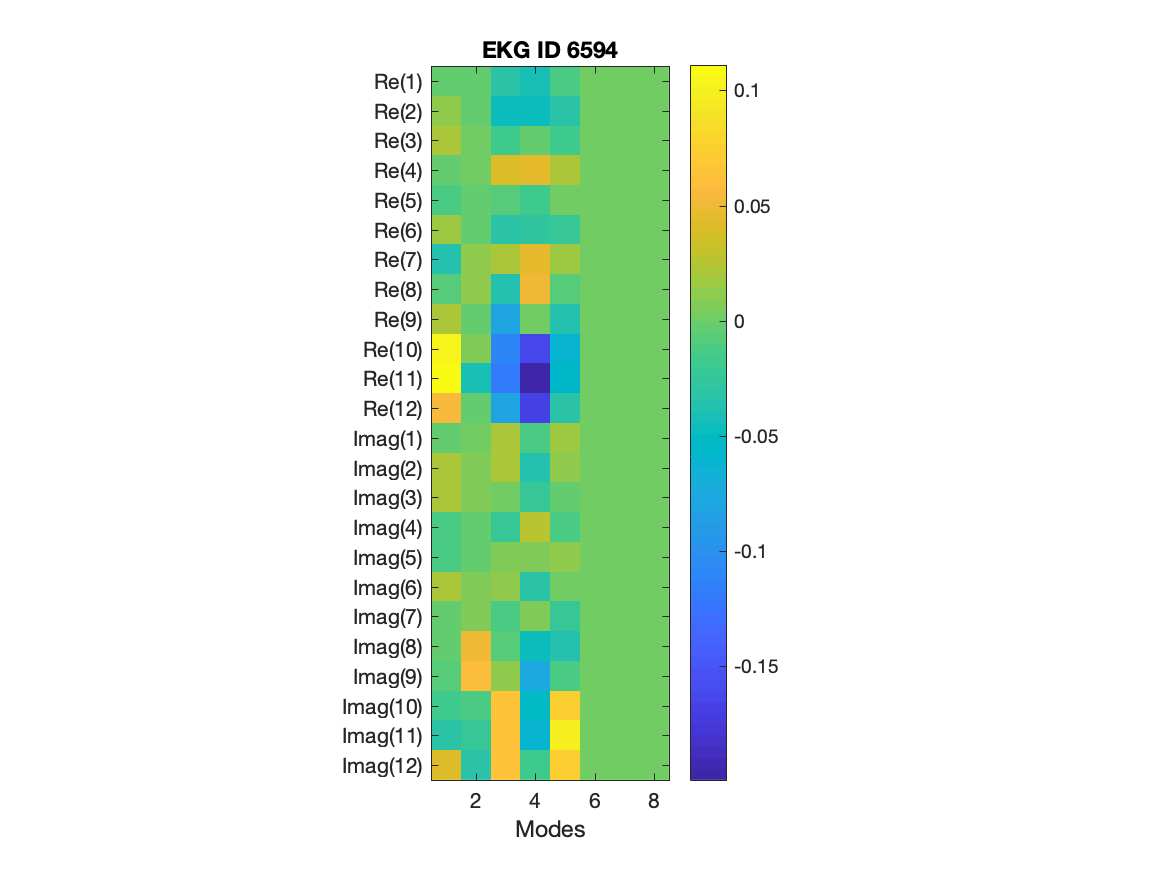 EKG ID 6594
Re(1)
Re(2)
Re(3)
Re(4)
Re(5)
Re(6)
Re(7)
Re(8)
Re(9)
Re(10)
Re(11)
Re(12)
Imag(1)
Imag(2)
Imag(3)
Imag(4)
Imag(5)
Imag(6)
Imag(7)
Imag(8)
Imag(9)
Imag(10)
Imag(11)
Imag(12)
2 4 6 8
Modes
0.1
0.05
0
-0.05
-0.1
-0.15